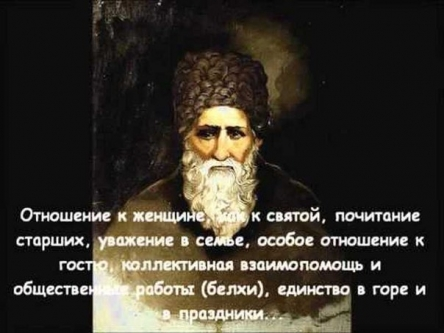 Отношение к женщине, как к святой, почитание
старших, уважение в семье, особое отношение к
гостю, коллективная взаимопомощь и
общественные работы (белхи), единство в горе и
в праздники...